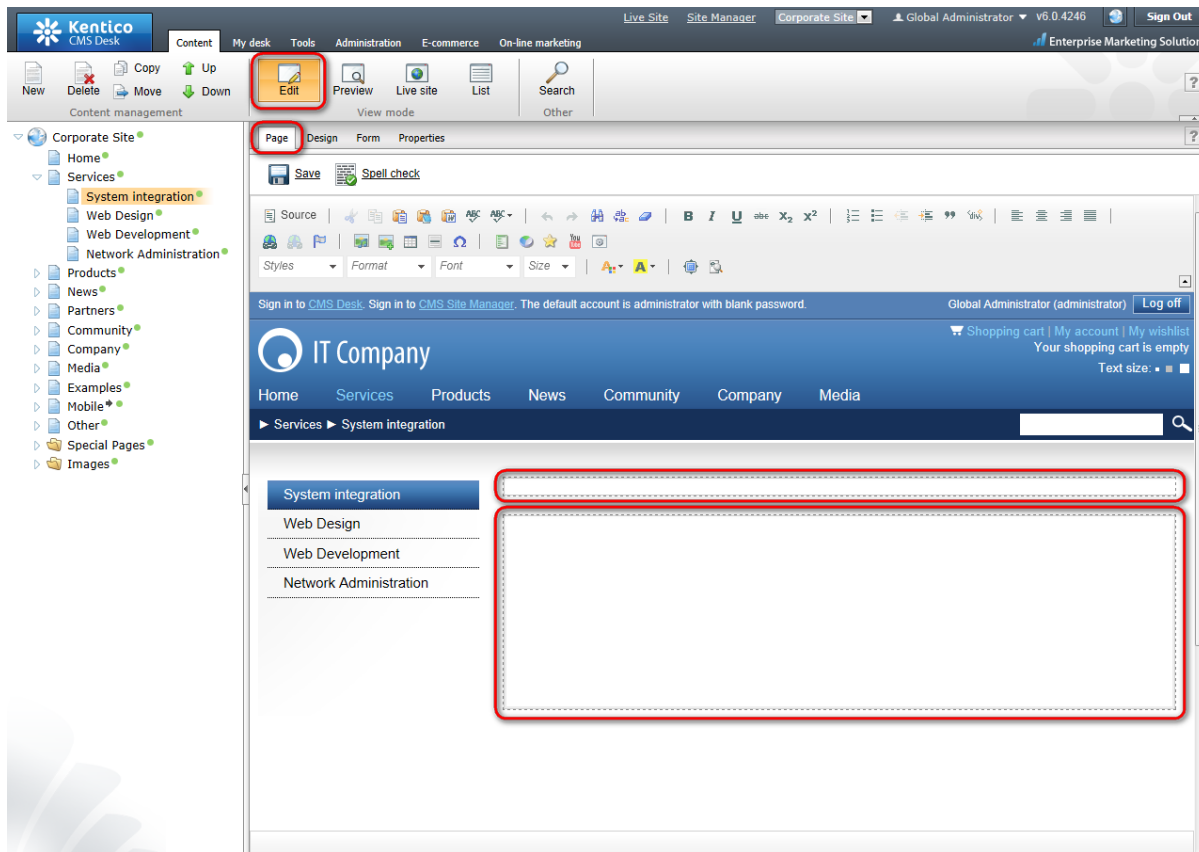 Kentico
CMS Desk
Live Site Site Manager Corporate Site Global Administrator v6.0.4246 Sign Out
Content My desk Tools Administration E-commerce On-line marketing Enterprise Marketing Solution
New Delete Copy Move Up Down
Content management
Edit Preview Live site List
View mode
Search
Other
?
Corporate Site
Home
Services
System integration
Web Design
Web Development
Network Administration
Products
News
Partners
Community
Company
Media
Examples
Mobile
Other
Special Pages
Images
Page Design Form Properties ?
Save Spell check
Source ABC ABC B I U abc X₂ X²
Styles Format Font Size A A
Sign in to CMS Desk. Sign in to CMS Site Manager. The default account is administrator with blank password. Global Administrator (administrator) Log off
Shopping cart | My account | My wishlist
Your shopping cart is empty
Text size:
IT Company
Home Services Products News Community Company Media
Services System integration
System integration
Web Design
Web Development
Network Administration